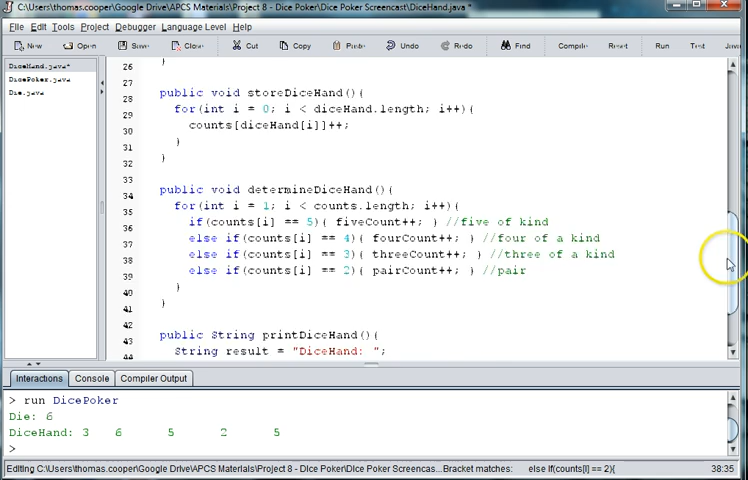 C:\Users\thomas.cooper\Google Drive\APCS Materials\Project 8 - Dice Poker\Dice Poker Screencast\DiceHand.java *
File Edit Tools Project Debugger Language Level Help
New Open Save Close Cut Copy Paste Undo Redo Find Compile Reset Run Test Java
DiceHand.java*
DicePoker.java
Die.java
26 }
27
28 public void storeDiceHand(){
29 for(int i = 0; i < diceHand.length; i++){
30 counts[diceHand[i]]++;
31 }
32 }
33
34 public void determineDiceHand(){
35 for(int i = 1; i < counts.length; i++){
36 if(counts[i] == 5){ fiveCount++; } //five of kind
37 else if(counts[i] == 4){ fourCount++; } //four of a kind
38 else if(counts[i] == 3){ threeCount++; } //three of a kind
39 else if(counts[i] == 2){ pairCount++; } //pair
40 }
41 }
42
43 public String printDiceHand(){
44 String result = "DiceHand: ";
Interactions Console Compiler Output
> run DicePoker
Die: 6
DiceHand: 3 6 5 2 5
>
Editing C:\Users\thomas.cooper\Google Drive\APCS Materials\Project 8 - Dice Poker\Dice Poker Screencas... Bracket matches: else if(counts[i] == 2){ 38:35